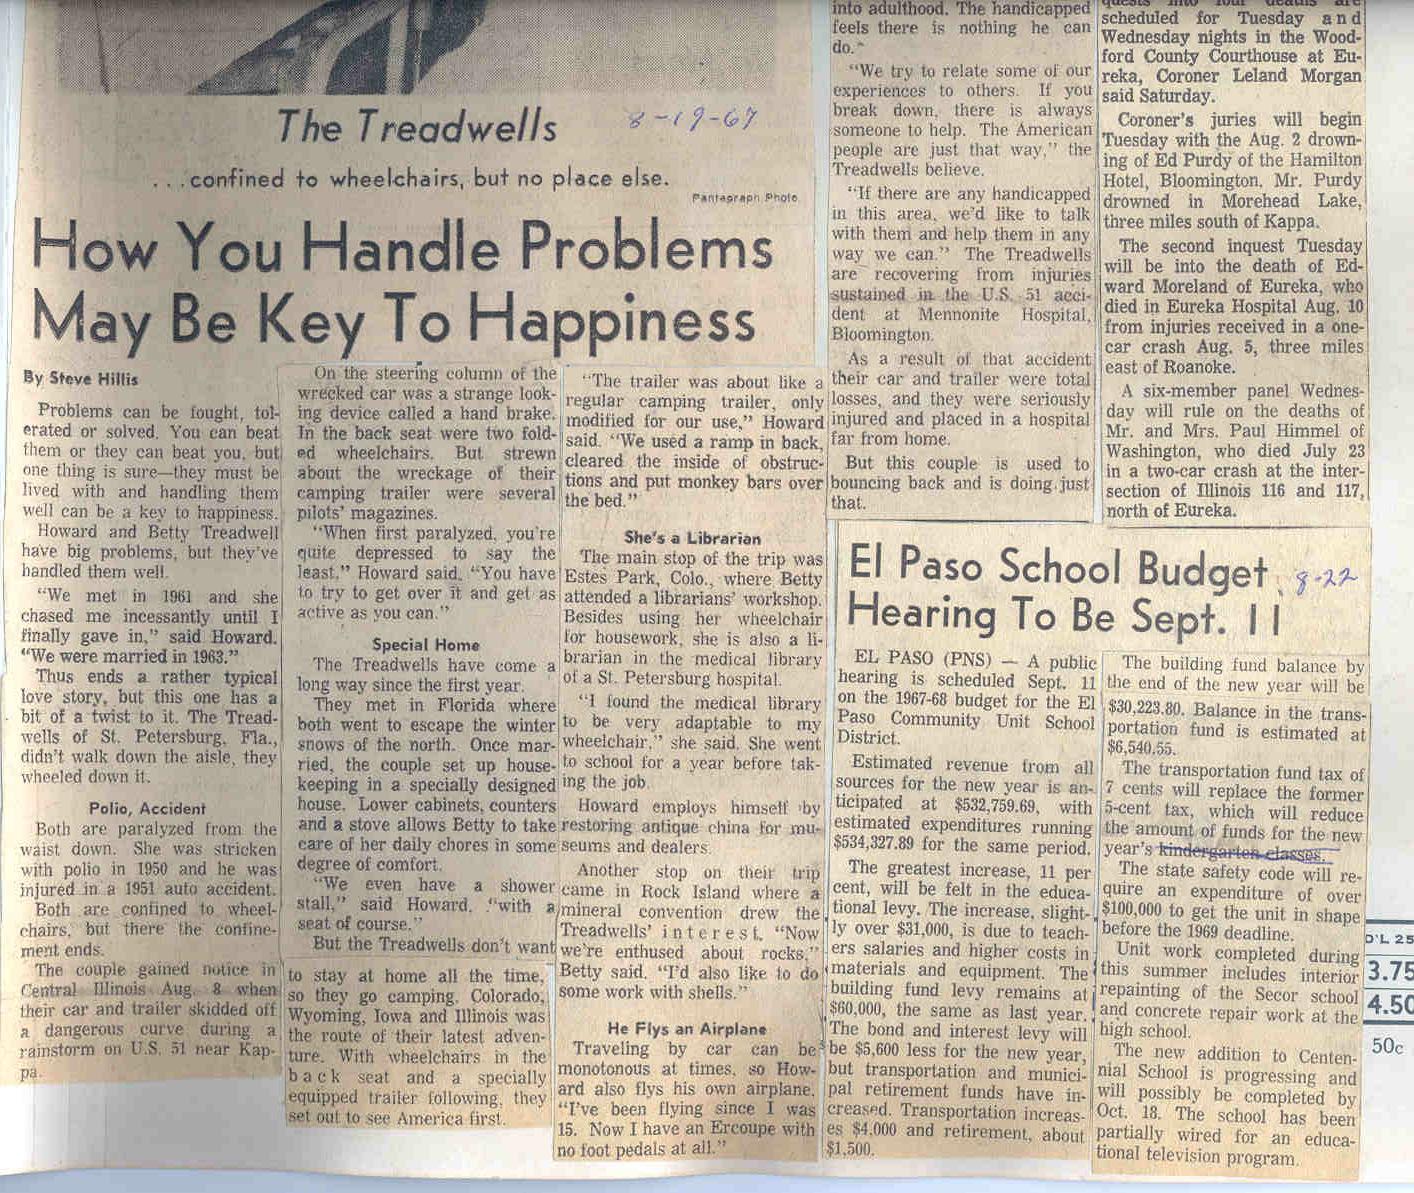 The Treadwells
8-19-67
...confined to wheelchairs, but no place else.
Pantagraph Photo
How You Handle Problems
May Be Key To Happiness
By Steve Hillis
Problems can be fought, tol-
erated or solved. You can beat
them or they can beat you, but
one thing is sure—they must be
lived with and handling them
well can be a key to happiness.
Howard and Betty Treadwell
have big problems, but they've
handled them well.
"We met in 1961 and she
chased me incessantly until I
finally gave in," said Howard.
"We were married in 1963."
Thus ends a rather typical
love story, but this one has a
bit of a twist to it. The Tread-
wells of St. Petersburg, Fla.,
didn't walk down the aisle, they
wheeled down it.
Polio, Accident
Both are paralyzed from the
waist down. She was stricken
with polio in 1950 and he was
injured in a 1951 auto accident.
Both are confined to wheel-
chairs, but there the confine-
ment ends.
The couple gained notice in
Central Illinois Aug. 8 when
their car and trailer skidded off
a dangerous curve during a
rainstorm on U.S. 51 near Kap-
pa.
On the steering column of the
wrecked car was a strange look-
ing device called a hand brake.
In the back seat were two fold-
ed wheelchairs. But strewn
about the wreckage of their
camping trailer were several
pilots' magazines.
"When first paralyzed, you're
quite depressed to say the
least," Howard said. "You have
to try to get over it and get as
active as you can."
Special Home
The Treadwells have come a
long way since the first year.
They met in Florida where
both went to escape the winter
snows of the north. Once mar-
ried, the couple set up house-
keeping in a specially designed
house. Lower cabinets, counters
and a stove allows Betty to take
care of her daily chores in some
degree of comfort.
"We even have a shower
stall," said Howard, "with a
seat of course."
But the Treadwells don't want
to stay at home all the time,
so they go camping. Colorado,
Wyoming, Iowa and Illinois was
the route of their latest adven-
ture. With wheelchairs in the
back seat and a specially
equipped trailer following, they
set out to see America first.
"The trailer was about like a
regular camping trailer, only
modified for our use," Howard
said. "We used a ramp in back,
cleared the inside of obstruc-
tions and put monkey bars over
the bed."
She's a Librarian
The main stop of the trip was
Estes Park, Colo., where Betty
attended a librarians' workshop.
Besides using her wheelchair
for housework, she is also a li-
brarian in the medical library
of a St. Petersburg hospital.
"I found the medical library
to be very adaptable to my
wheelchair," she said. She went
to school for a year before tak-
ing the job.
Howard employs himself by
restoring antique china for mu-
seums and dealers.
Another stop on their trip
came in Rock Island where a
mineral convention drew the
Treadwells' interest. "Now
we're enthused about rocks,"
Betty said. "I'd also like to do
some work with shells."
He Flys an Airplane
Traveling by car can be
monotonous at times, so How-
ard also flys his own airplane.
"I've been flying since I was
15. Now I have an Ercoupe with
no foot pedals at all."
into adulthood. The handicapped
feels there is nothing he can
do."
"We try to relate some of our
experiences to others. If you
break down, there is always
someone to help. The American
people are just that way," the
Treadwells believe.
"If there are any handicapped
in this area, we'd like to talk
with them and help them in any
way we can." The Treadwells
are recovering from injuries
sustained in the U.S. 51 acci-
dent at Mennonite Hospital,
Bloomington.
As a result of that accident
their car and trailer were total
losses, and they were seriously
injured and placed in a hospital
far from home.
But this couple is used to
bouncing back and is doing just
that.
quests into four deaths are
scheduled for Tuesday and
Wednesday nights in the Wood-
ford County Courthouse at Eu-
reka, Coroner Leland Morgan
said Saturday.
Coroner's juries will begin
Tuesday with the Aug. 2 drown-
ing of Ed Purdy of the Hamilton
Hotel, Bloomington. Mr. Purdy
drowned in Morehead Lake,
three miles south of Kappa.
The second inquest Tuesday
will be into the death of Ed-
ward Moreland of Eureka, who
died in Eureka Hospital Aug. 10
from injuries received in a one-
car crash Aug. 5, three miles
east of Roanoke.
A six-member panel Wednes-
day will rule on the deaths of
Mr. and Mrs. Paul Himmel of
Washington, who died July 23
in a two-car crash at the inter-
section of Illinois 116 and 117,
north of Eureka.
El Paso School Budget
Hearing To Be Sept. 11
8-22
EL PASO (PNS) — A public
hearing is scheduled Sept. 11
on the 1967-68 budget for the El
Paso Community Unit School
District.
Estimated revenue from all
sources for the new year is an-
ticipated at $532,759.69, with
estimated expenditures running
$534,327.89 for the same period.
The greatest increase, 11 per
cent, will be felt in the educa-
tional levy. The increase, slight-
ly over $31,000, is due to teach-
ers salaries and higher costs in
materials and equipment. The
building fund levy remains at
$60,000, the same as last year.
The bond and interest levy will
be $5,600 less for the new year,
but transportation and munici-
pal retirement funds have in-
creased. Transportation increas-
es $4,000 and retirement, about
$1,500.
The building fund balance by
the end of the new year will be
$30,223.80. Balance in the trans-
portation fund is estimated at
$6,540.55.
The transportation fund tax of
7 cents will replace the former
5-cent tax, which will reduce
the amount of funds for the new
year's kindergarten classes.
The state safety code will re-
quire an expenditure of over
$100,000 to get the unit in shape
before the 1969 deadline.
Unit work completed during
this summer includes interior
repainting of the Secor school
and concrete repair work at the
high school.
The new addition to Centen-
nial School is progressing and
will possibly be completed by
Oct. 18. The school has been
partially wired for an educa-
tional television program.
D'L 25
3.75
4.50
50c